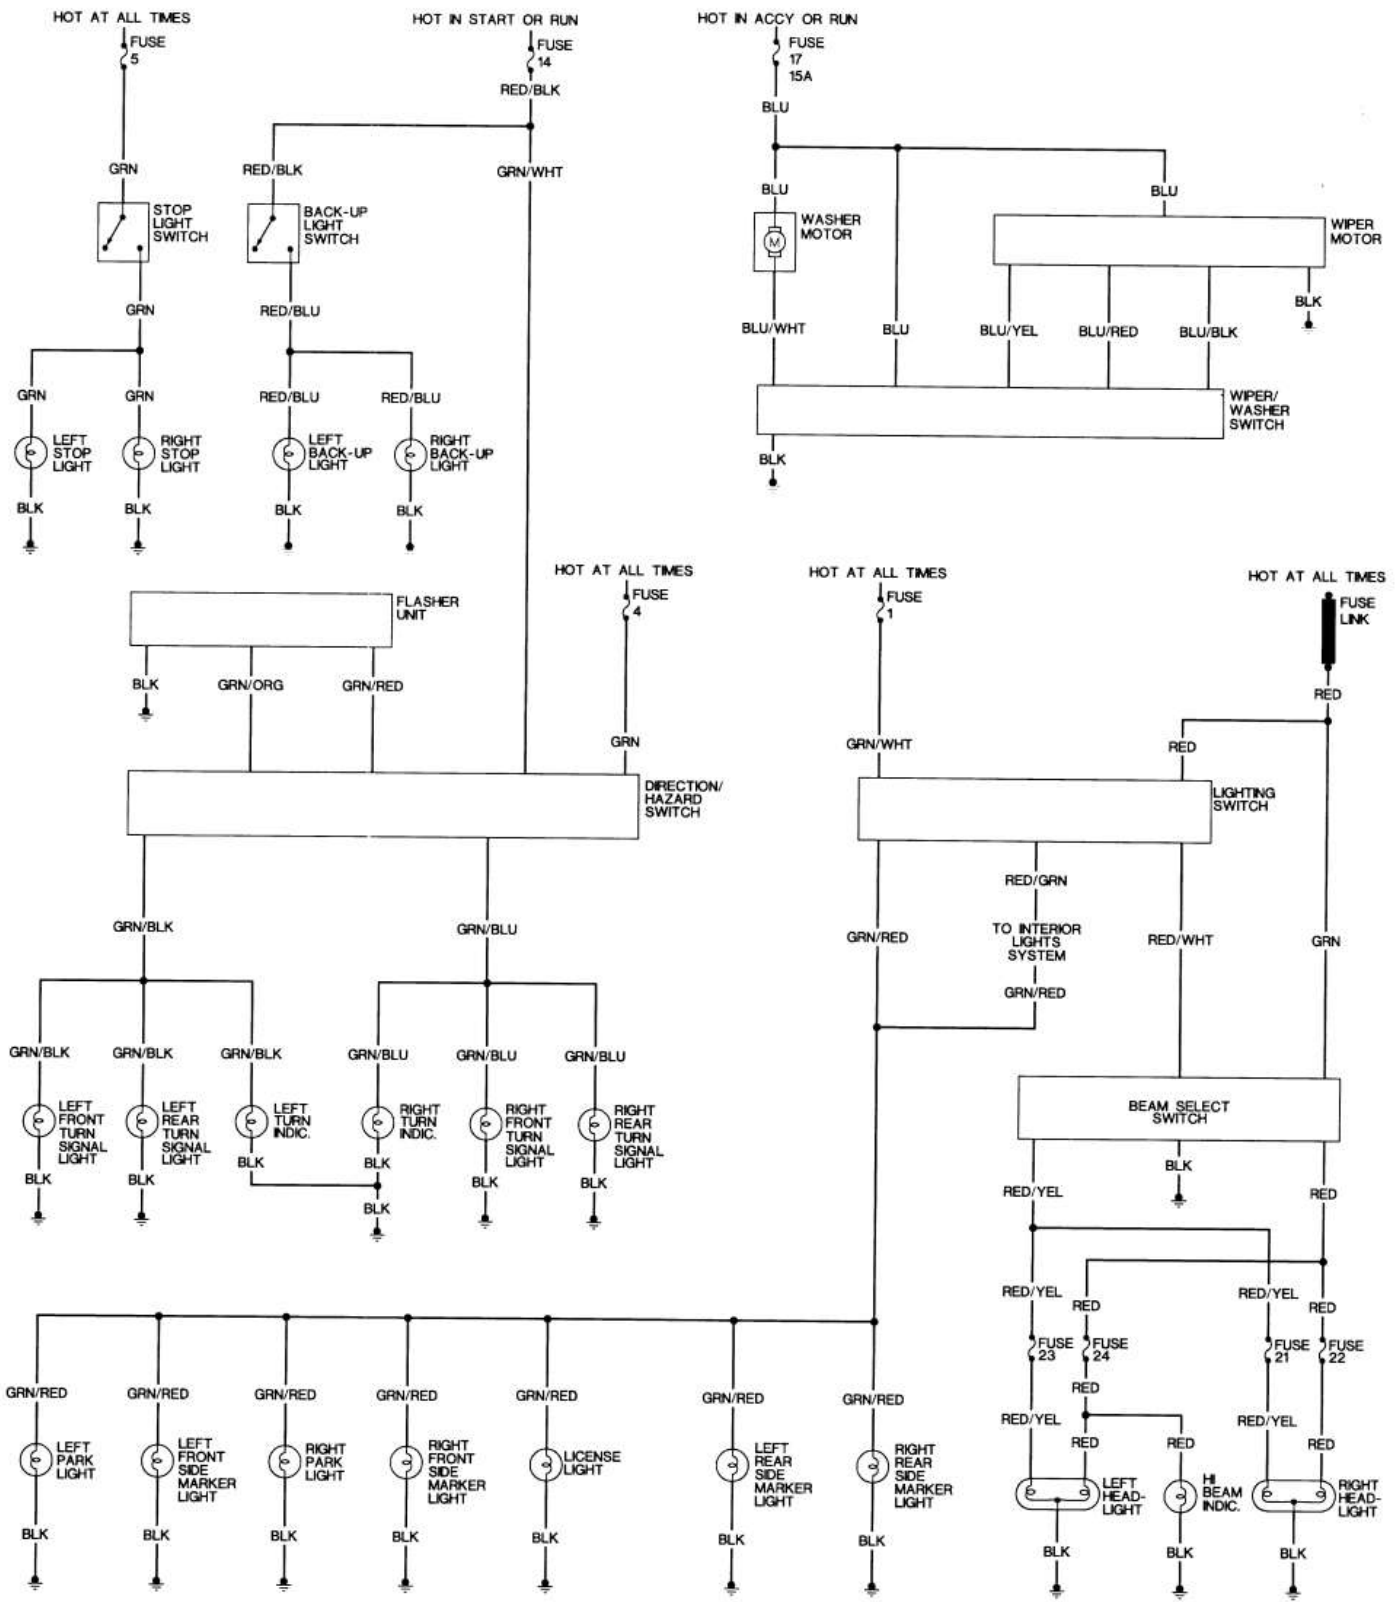 HOT AT ALL TIMES
FUSE
5
GRN
STOP
LIGHT
SWITCH
GRN
GRN
GRN
LEFT
STOP
LIGHT
RIGHT
STOP
LIGHT
BLK
BLK
HOT IN START OR RUN
FUSE
14
RED/BLK
RED/BLK
GRN/WHT
BACK-UP
LIGHT
SWITCH
RED/BLU
RED/BLU
RED/BLU
LEFT
BACK-UP
LIGHT
RIGHT
BACK-UP
LIGHT
BLK
BLK
HOT IN ACCY OR RUN
FUSE
17
15A
BLU
BLU
BLU
WASHER
MOTOR
M
WIPER
MOTOR
BLK
BLU/WHT
BLU
BLU/YEL
BLU/RED
BLU/BLK
WIPER/
WASHER
SWITCH
BLK
FLASHER
UNIT
BLK
GRN/ORG
GRN/RED
HOT AT ALL TIMES
FUSE
4
GRN
DIRECTION/
HAZARD
SWITCH
GRN/BLK
GRN/BLU
GRN/BLK
GRN/BLK
GRN/BLK
GRN/BLU
GRN/BLU
GRN/BLU
LEFT
FRONT
TURN
SIGNAL
LIGHT
LEFT
REAR
TURN
SIGNAL
LIGHT
LEFT
TURN
INDIC.
RIGHT
TURN
INDIC.
RIGHT
FRONT
TURN
SIGNAL
LIGHT
RIGHT
REAR
TURN
SIGNAL
LIGHT
BLK
BLK
BLK
BLK
BLK
BLK
BLK
HOT AT ALL TIMES
FUSE
1
GRN/WHT
HOT AT ALL TIMES
FUSE
LINK
RED
RED
LIGHTING
SWITCH
RED/GRN
TO INTERIOR
LIGHTS
SYSTEM
GRN/RED
GRN/RED
RED/WHT
GRN
BEAM SELECT
SWITCH
BLK
RED/YEL
RED
RED/YEL
RED
RED/YEL
RED
FUSE
23
FUSE
24
FUSE
21
FUSE
22
RED
RED/YEL
RED
RED
RED/YEL
RED
LEFT
HEAD-
LIGHT
HI
BEAM
INDIC.
RIGHT
HEAD-
LIGHT
BLK
BLK
BLK
GRN/RED
GRN/RED
GRN/RED
GRN/RED
GRN/RED
GRN/RED
GRN/RED
LEFT
PARK
LIGHT
LEFT
FRONT
SIDE
MARKER
LIGHT
RIGHT
PARK
LIGHT
RIGHT
FRONT
SIDE
MARKER
LIGHT
LICENSE
LIGHT
LEFT
REAR
SIDE
MARKER
LIGHT
RIGHT
REAR
SIDE
MARKER
LIGHT
BLK
BLK
BLK
BLK
BLK
BLK
BLK